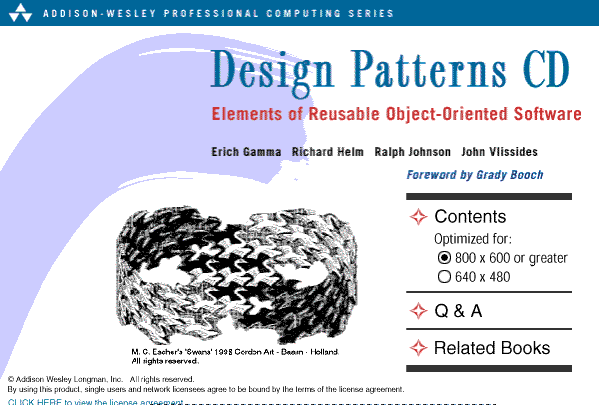 ADDISON-WESLEY PROFESSIONAL COMPUTING SERIES
Design Patterns CD
Elements of Reusable Object-Oriented Software
Erich Gamma Richard Helm Ralph Johnson John Vlissides
Foreword by Grady Booch
Contents
Optimized for:
800 x 600 or greater
640 x 480
Q & A
Related Books
M. C. Escher's 'Swans' 1998 Cordon Art - Baarn - Holland.
All rights reserved.
© Addison Wesley Longman, Inc. All rights reserved.
By using this product, single users and network licensees agree to be bound by the terms of the license agreement.
CLICK HERE to view the license agreement